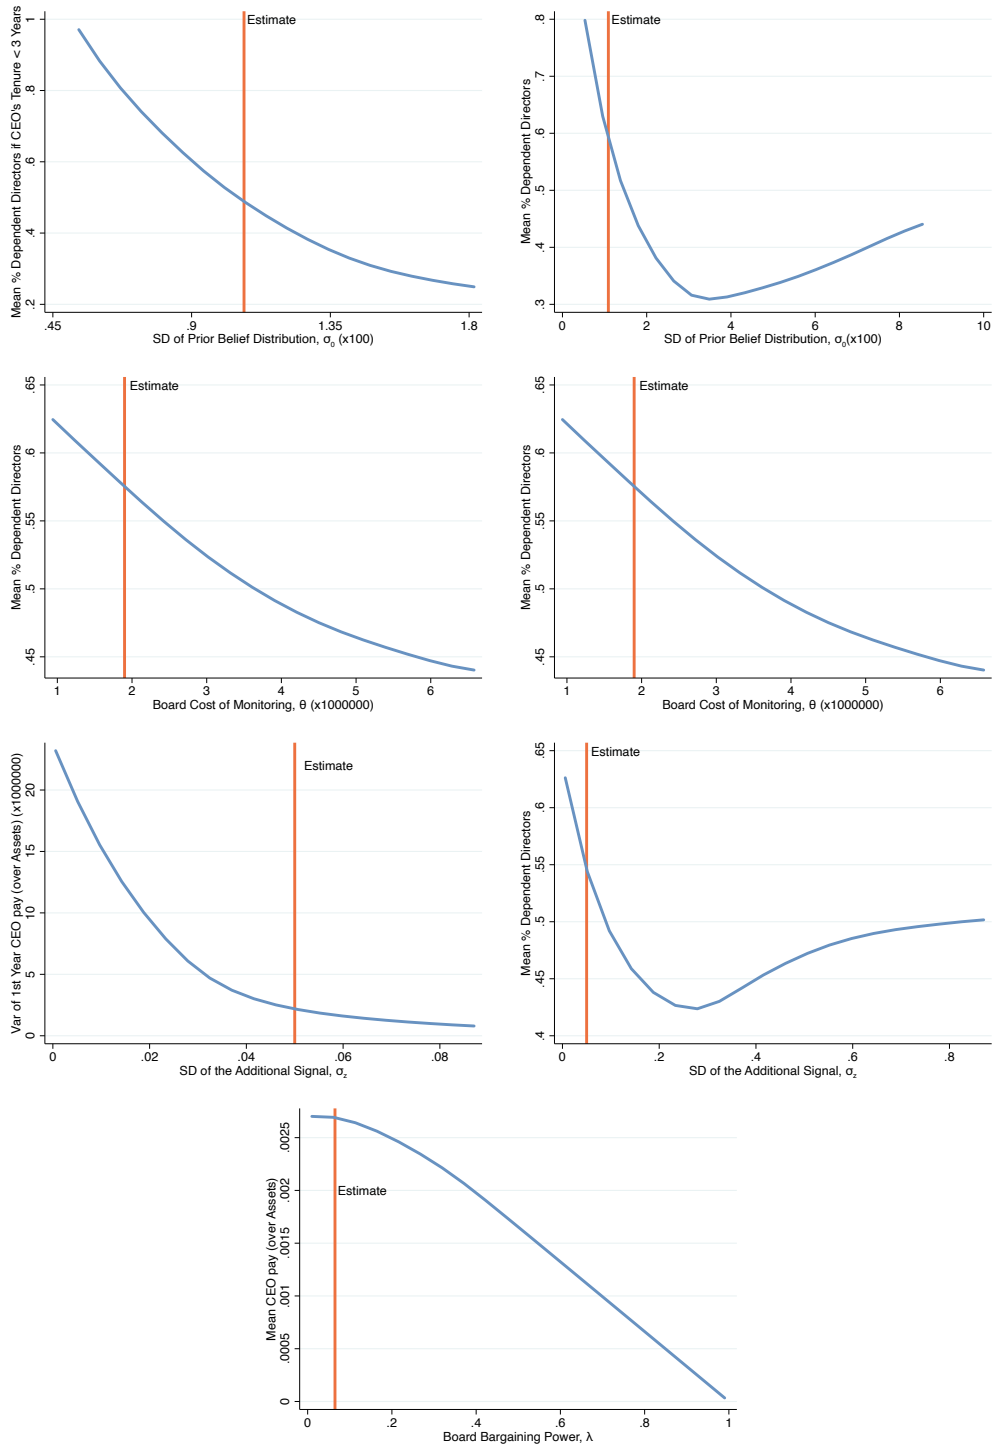 Mean % Dependent Directors if CEO's Tenure < 3 Years
.2 .4 .6 .8 1
Estimate
.45 .9 1.35 1.8
SD of Prior Belief Distribution, σ₀ (x100)
Mean % Dependent Directors
.3 .4 .5 .6 .7 .8
Estimate
0 2 4 6 8 10
SD of Prior Belief Distribution, σ₀(x100)
Mean % Dependent Directors
.45 .5 .55 .6 .65
Estimate
1 2 3 4 5 6
Board Cost of Monitoring, θ (x1000000)
Mean % Dependent Directors
.45 .5 .55 .6 .65
Estimate
1 2 3 4 5 6
Board Cost of Monitoring, θ (x1000000)
Var of 1st Year CEO pay (over Assets) (x1000000)
0 5 10 15 20
Estimate
0 .02 .04 .06 .08
SD of the Additional Signal, σ_z
Mean % Dependent Directors
.4 .45 .5 .55 .6 .65
Estimate
0 .2 .4 .6 .8
SD of the Additional Signal, σ_z
Mean CEO pay (over Assets)
0 .0005 .001 .0015 .002 .0025
Estimate
0 .2 .4 .6 .8 1
Board Bargaining Power, λ